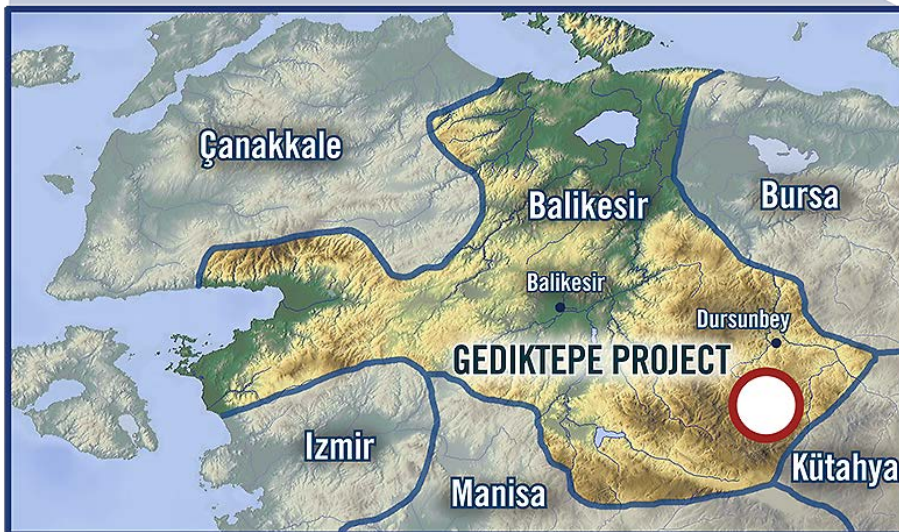 Çanakkale
Bursa
Balikesir
Balikesir
Dursunbey
GEDIKTEPE PROJECT
Izmir
Kütahya
Manisa